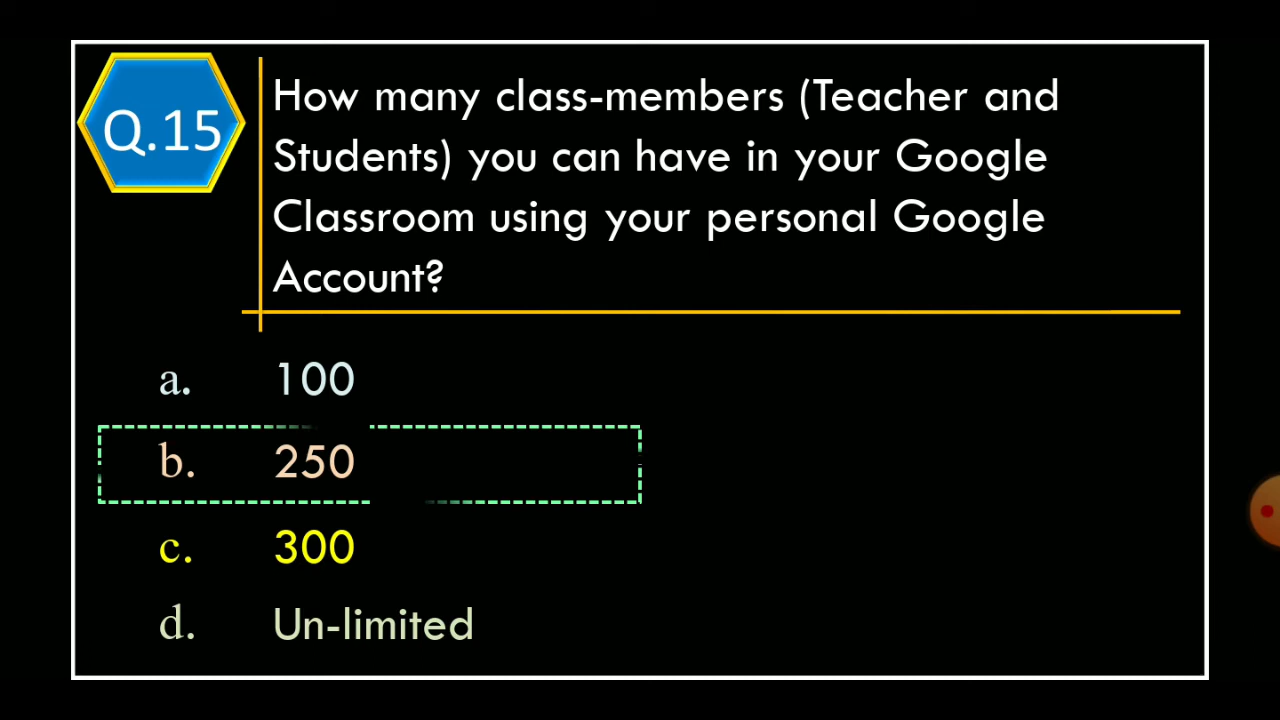 Q.15
How many class-members (Teacher and
Students) you can have in your Google
Classroom using your personal Google
Account?
a. 100
b. 250
c. 300
d. Un-limited